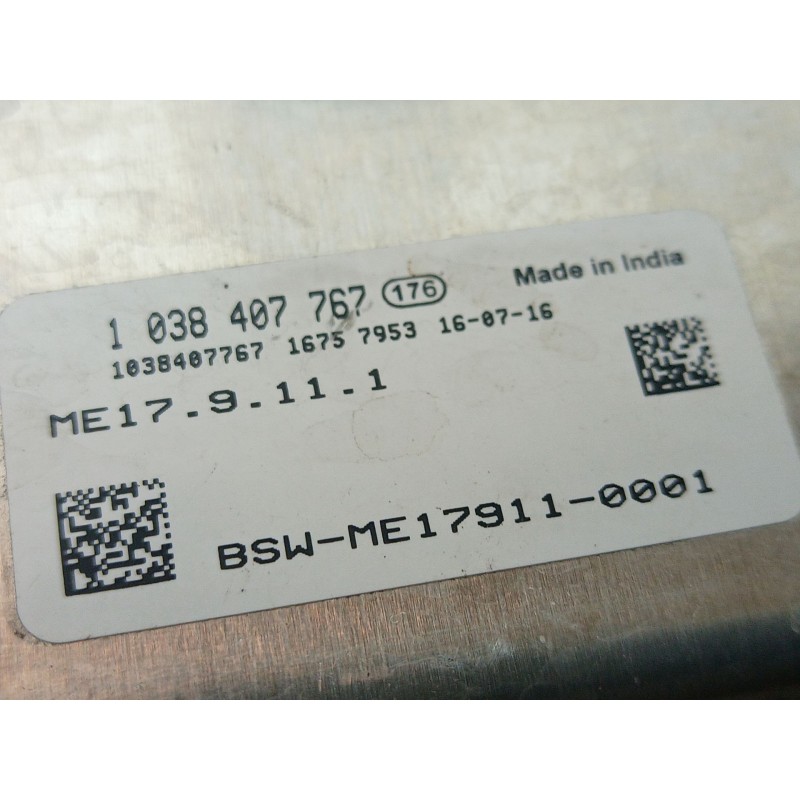 1 038 407 767 176 Made in India
1038407767 1675 7953 16-07-16
ME17.9.11.1
BSW-ME17911-0001